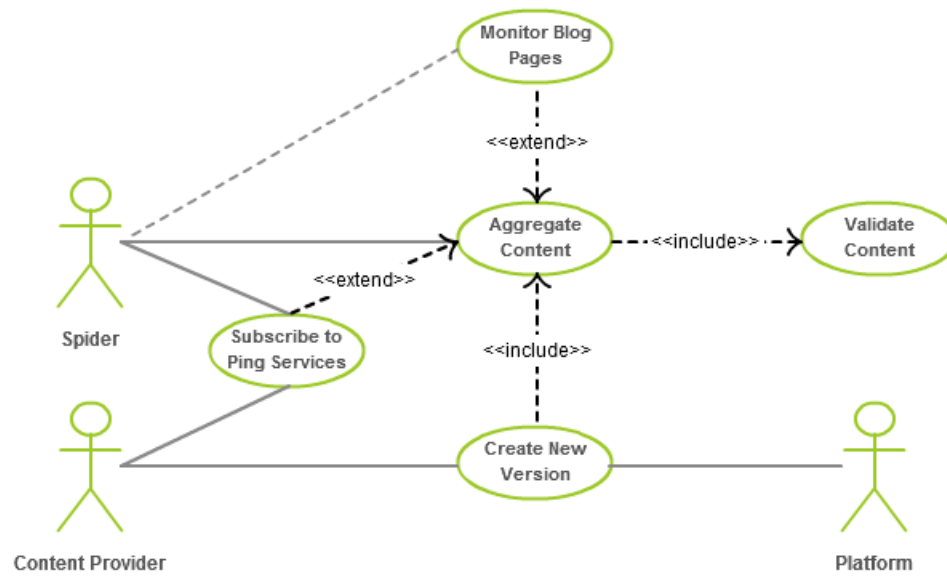 Monitor Blog
Pages
<<extend>>
Aggregate
Content
<<include>>
Validate
Content
<<extend>>
Spider
Subscribe to
Ping Services
<<include>>
Create New
Version
Content Provider
Platform